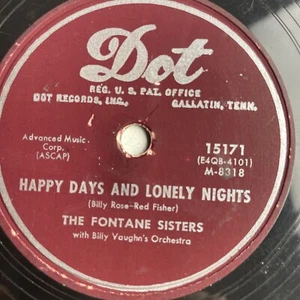 Dot
REG. U. S. PAT. OFFICE
DOT RECORDS, INC., GALLATIN, TENN.
Advanced Music 15171
Corp. (E4QB-4101)
(ASCAP) M-8318
HAPPY DAYS AND LONELY NIGHTS
(Billy Rose-Red Fisher)
THE FONTANE SISTERS
with Billy Vaughn's Orchestra